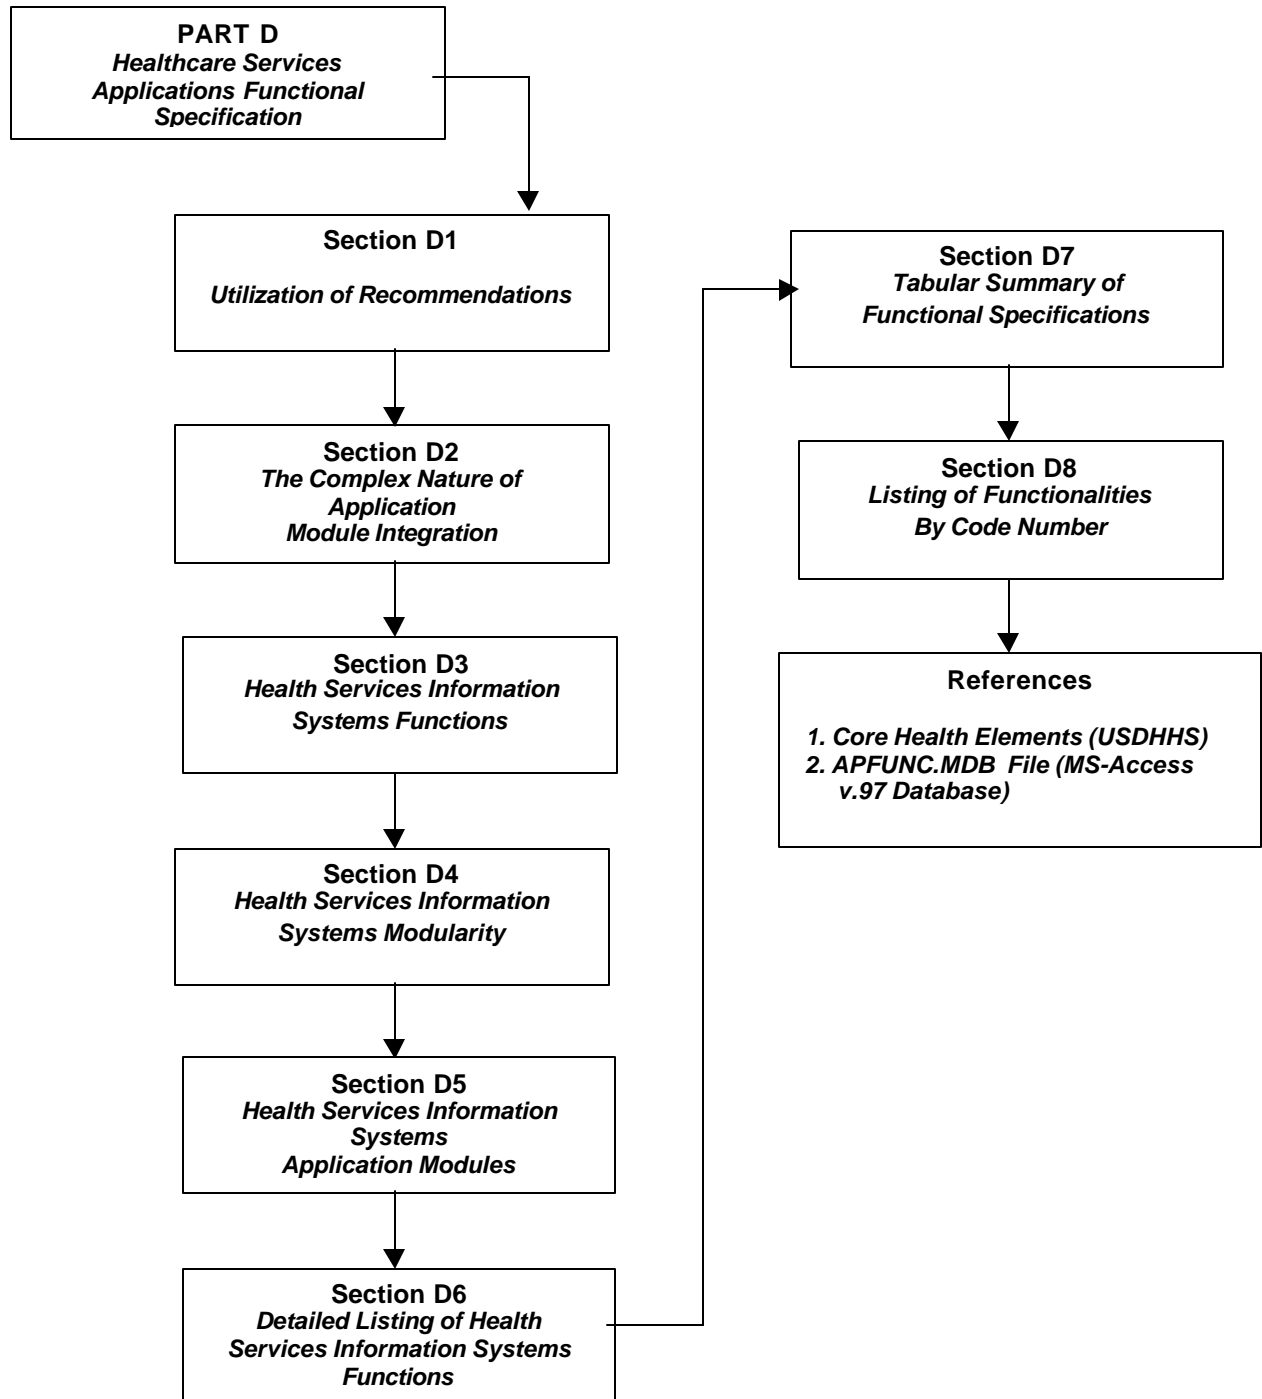 PART D
Healthcare Services
Applications Functional
Specification
Section D1
Utilization of Recommendations
Section D2
The Complex Nature of
Application
Module Integration
Section D3
Health Services Information
Systems Functions
Section D4
Health Services Information
Systems Modularity
Section D5
Health Services Information
Systems
Application Modules
Section D6
Detailed Listing of Health
Services Information Systems
Functions
Section D7
Tabular Summary of
Functional Specifications
Section D8
Listing of Functionalities
By Code Number
References
1. Core Health Elements (USDHHS)
2. APFUNC.MDB File (MS-Access
v.97 Database)